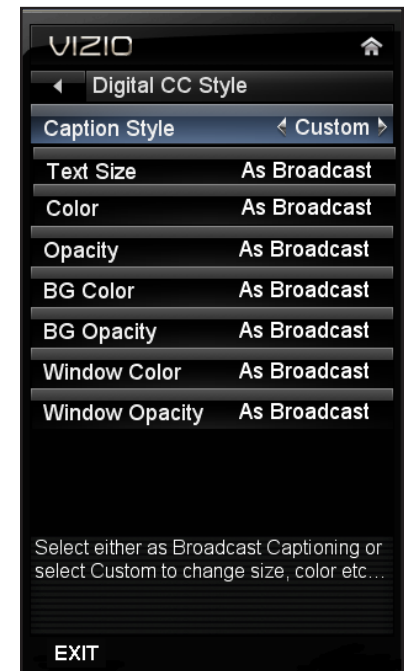 VIZIO
Digital CC Style
Caption Style Custom
Text Size As Broadcast
Color As Broadcast
Opacity As Broadcast
BG Color As Broadcast
BG Opacity As Broadcast
Window Color As Broadcast
Window Opacity As Broadcast
Select either as Broadcast Captioning or
select Custom to change size, color etc...
EXIT